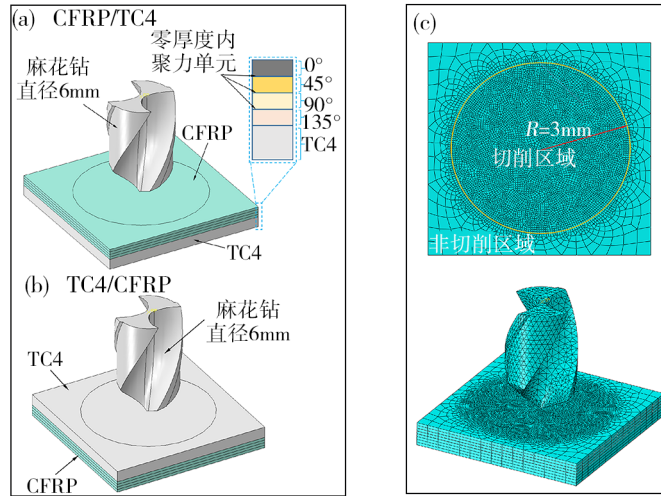 (a) CFRP/TC4
麻花钻
直径6mm
零厚度内
聚力单元
0°
45°
90°
135°
TC4
CFRP
TC4
(b) TC4/CFRP
麻花钻
直径6mm
TC4
CFRP
(c)
R=3mm
切削区域
非切削区域